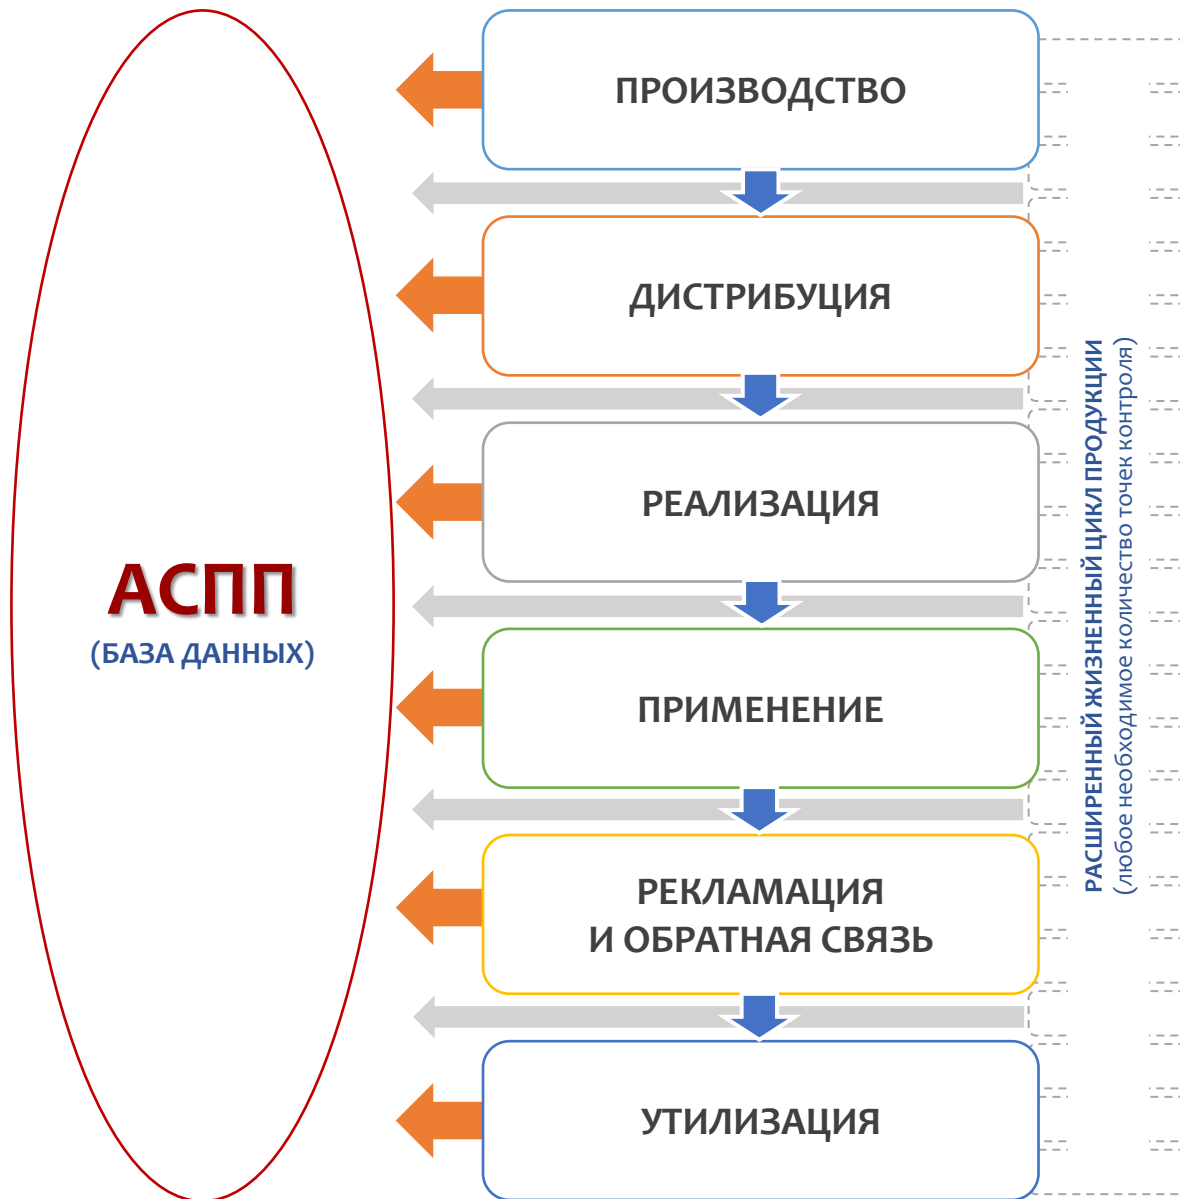 ПРОИЗВОДСТВО
ДИСТРИБУЦИЯ
РЕАЛИЗАЦИЯ
АСПП
(БАЗА ДАННЫХ)
ПРИМЕНЕНИЕ
РЕКЛАМАЦИЯ
И ОБРАТНАЯ СВЯЗЬ
УТИЛИЗАЦИЯ
РАСШИРЕННЫЙ ЖИЗНЕННЫЙ ЦИКЛ ПРОДУКЦИИ
(любое необходимое количество точек контроля)